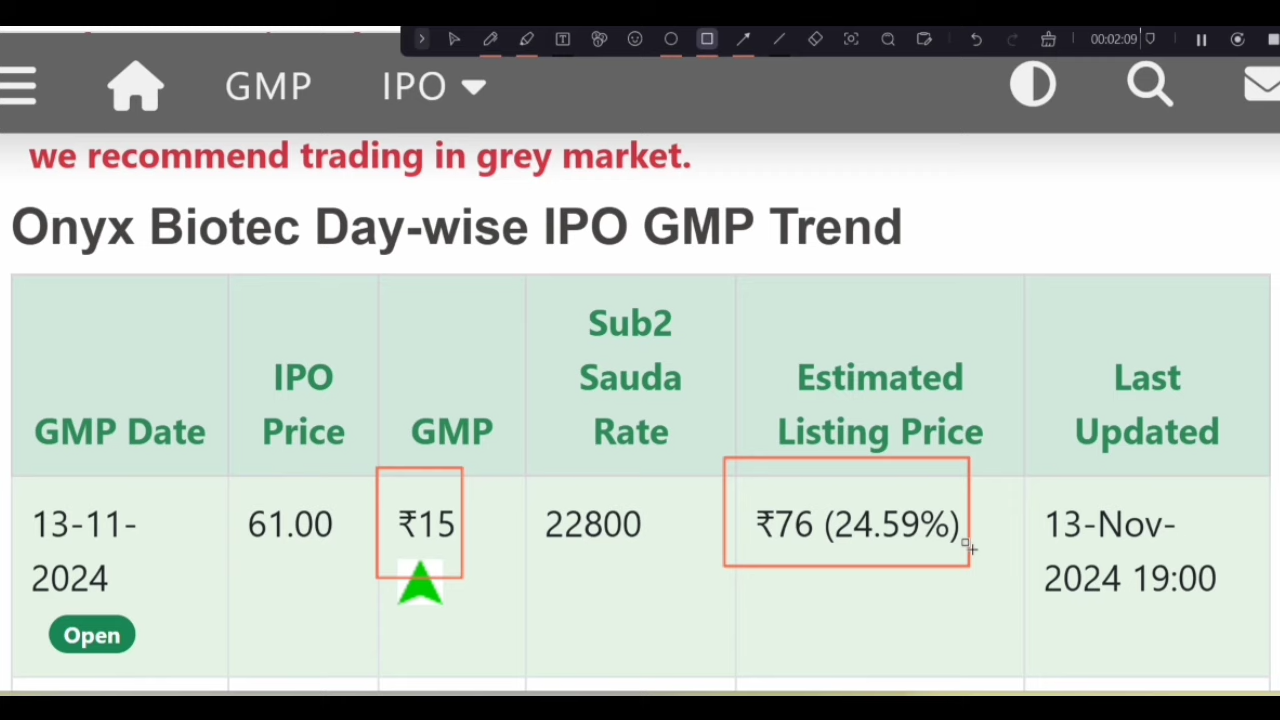 00:02:09
GMP IPO
we recommend trading in grey market.
Onyx Biotec Day-wise IPO GMP Trend
GMP Date
IPO
Price
GMP
Sub2
Sauda
Rate
Estimated
Listing Price
Last
Updated
13-11-
2024
Open
61.00
₹15
22800
₹76 (24.59%)
13-Nov-
2024 19:00